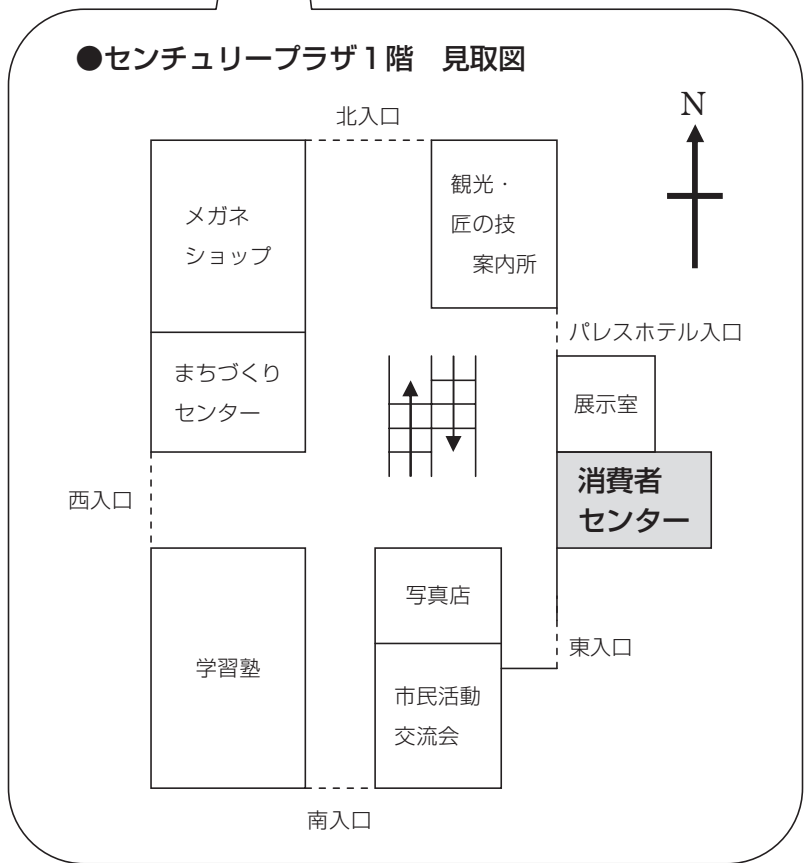 ●センチュリープラザ1階　見取図
N
北入口
メガネ
ショップ
観光・
匠の技
案内所
パレスホテル入口
まちづくり
センター
展示室
消費者
センター
西入口
写真店
東入口
学習塾
市民活動
交流会
南入口